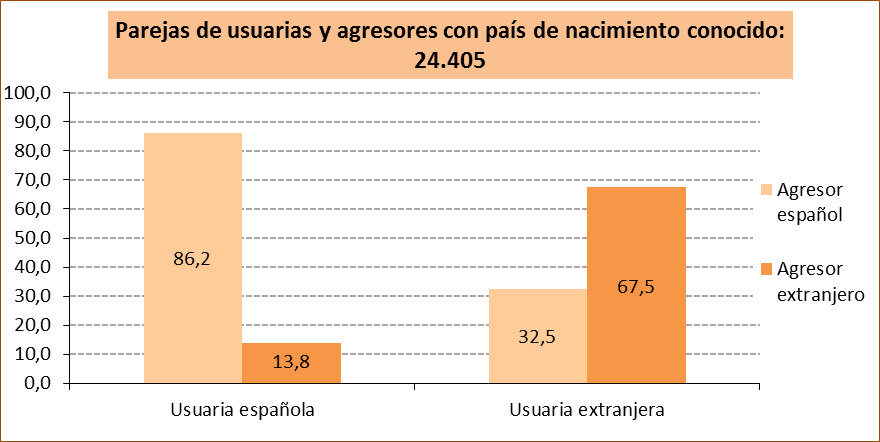 Parejas de usuarias y agresores con país de nacimiento conocido:
24.405
100,0
90,0
80,0
70,0
60,0
50,0
40,0
30,0
20,0
10,0
0,0
86,2
13,8
32,5
67,5
Usuaria española
Usuaria extranjera
Agresor
español
Agresor
extranjero